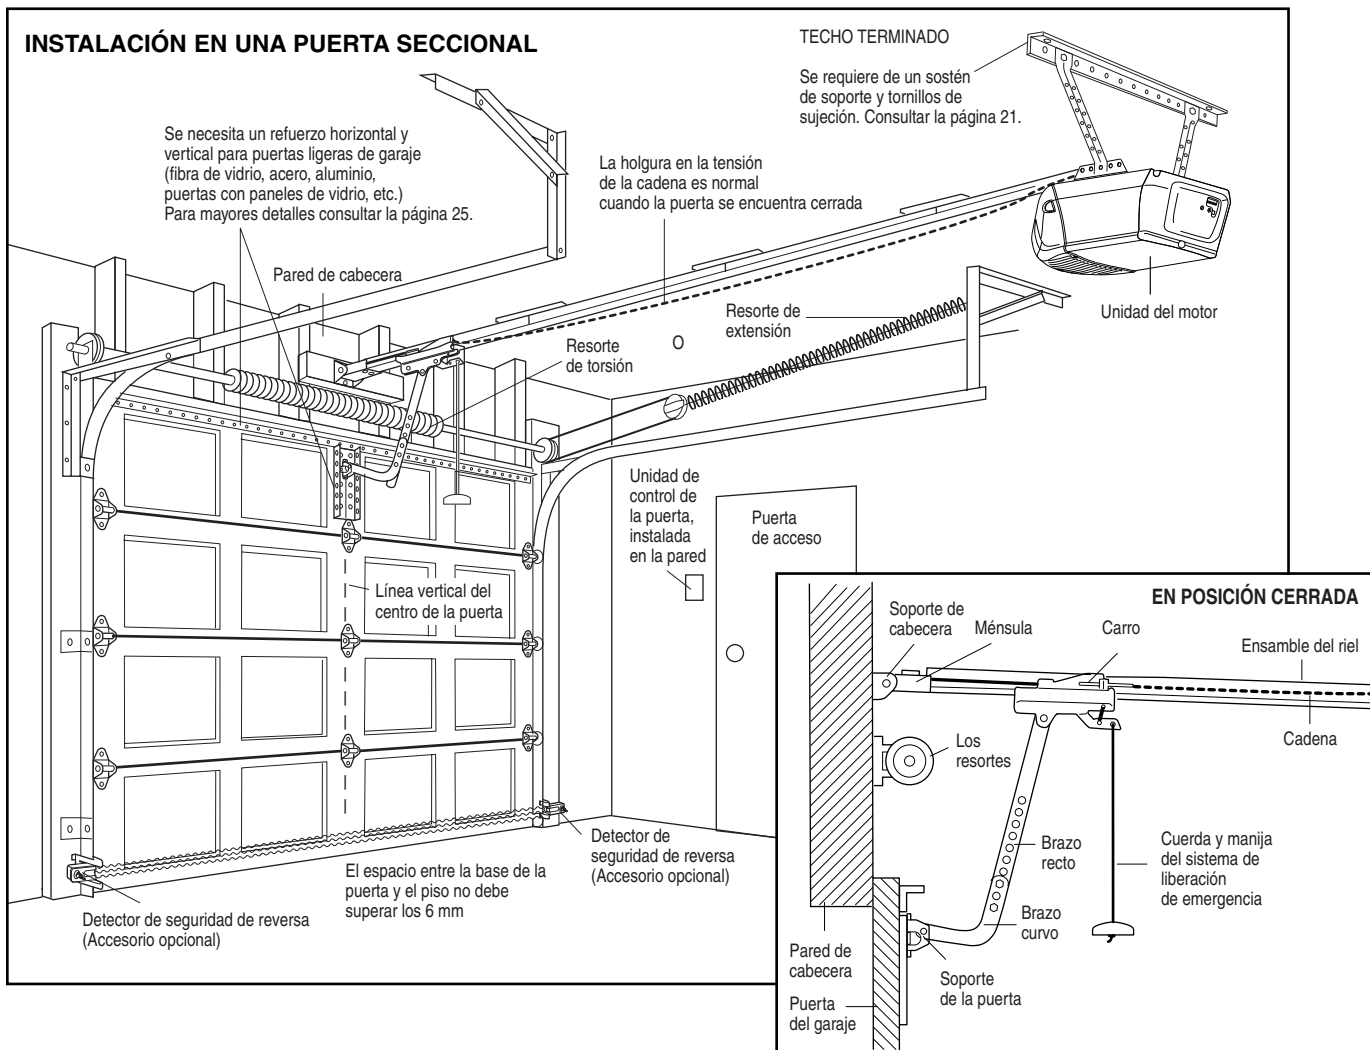 INSTALACIÓN EN UNA PUERTA SECCIONAL
TECHO TERMINADO
Se requiere de un sostén
de soporte y tornillos de
sujeción. Consultar la página 21.
Se necesita un refuerzo horizontal y
vertical para puertas ligeras de garaje
(fibra de vidrio, acero, aluminio,
puertas con paneles de vidrio, etc.)
Para mayores detalles consultar la página 25.
La holgura en la tensión
de la cadena es normal
cuando la puerta se encuentra cerrada
Pared de cabecera
Resorte de
extensión
Unidad del motor
Resorte
de torsión
Unidad de
control de
la puerta,
instalada
en la pared
Puerta
de acceso
Línea vertical del
centro de la puerta
Detector de
seguridad de reversa
(Accesorio opcional)
El espacio entre la base de la
puerta y el piso no debe
superar los 6 mm
Detector de seguridad de reversa
(Accesorio opcional)
EN POSICIÓN CERRADA
Soporte de
cabecera
Ménsula
Carro
Ensamble del riel
Cadena
Los
resortes
Brazo
recto
Cuerda y manija
del sistema de
liberación
de emergencia
Brazo
curvo
Pared de
cabecera
Soporte
de la puerta
Puerta
del garaje